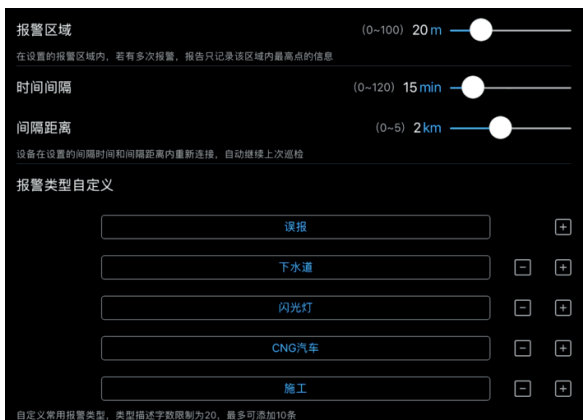 报警区域 (0~100) 20 m
在设置的报警区域内，若有多次报警，报告只记录该区域内最高点的信息
时间间隔 (0~120) 15 min
间隔距离 (0~5) 2 km
设备在设置的间隔时间和间隔距离内重新连接，自动继续上次巡检
报警类型自定义
误报
下水道
闪光灯
CNG汽车
施工
自定义常用报警类型，类型描述字数限制为20，最多可添加10条